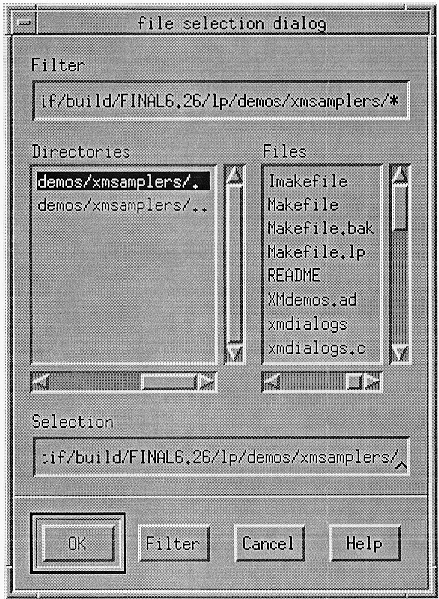 file selection dialog
Filter
if/build/FINAL6.26/lp/demos/xmsamplers/*
Directories
demos/xmsamplers/.
demos/xmsamplers/..
Files
Imakefile
Makefile
Makefile.bak
Makefile.lp
README
XMdemos.ad
xmdialogs
xmdialogs.c
Selection
:if/build/FINAL6.26/lp/demos/xmsamplers/
OK
Filter
Cancel
Help